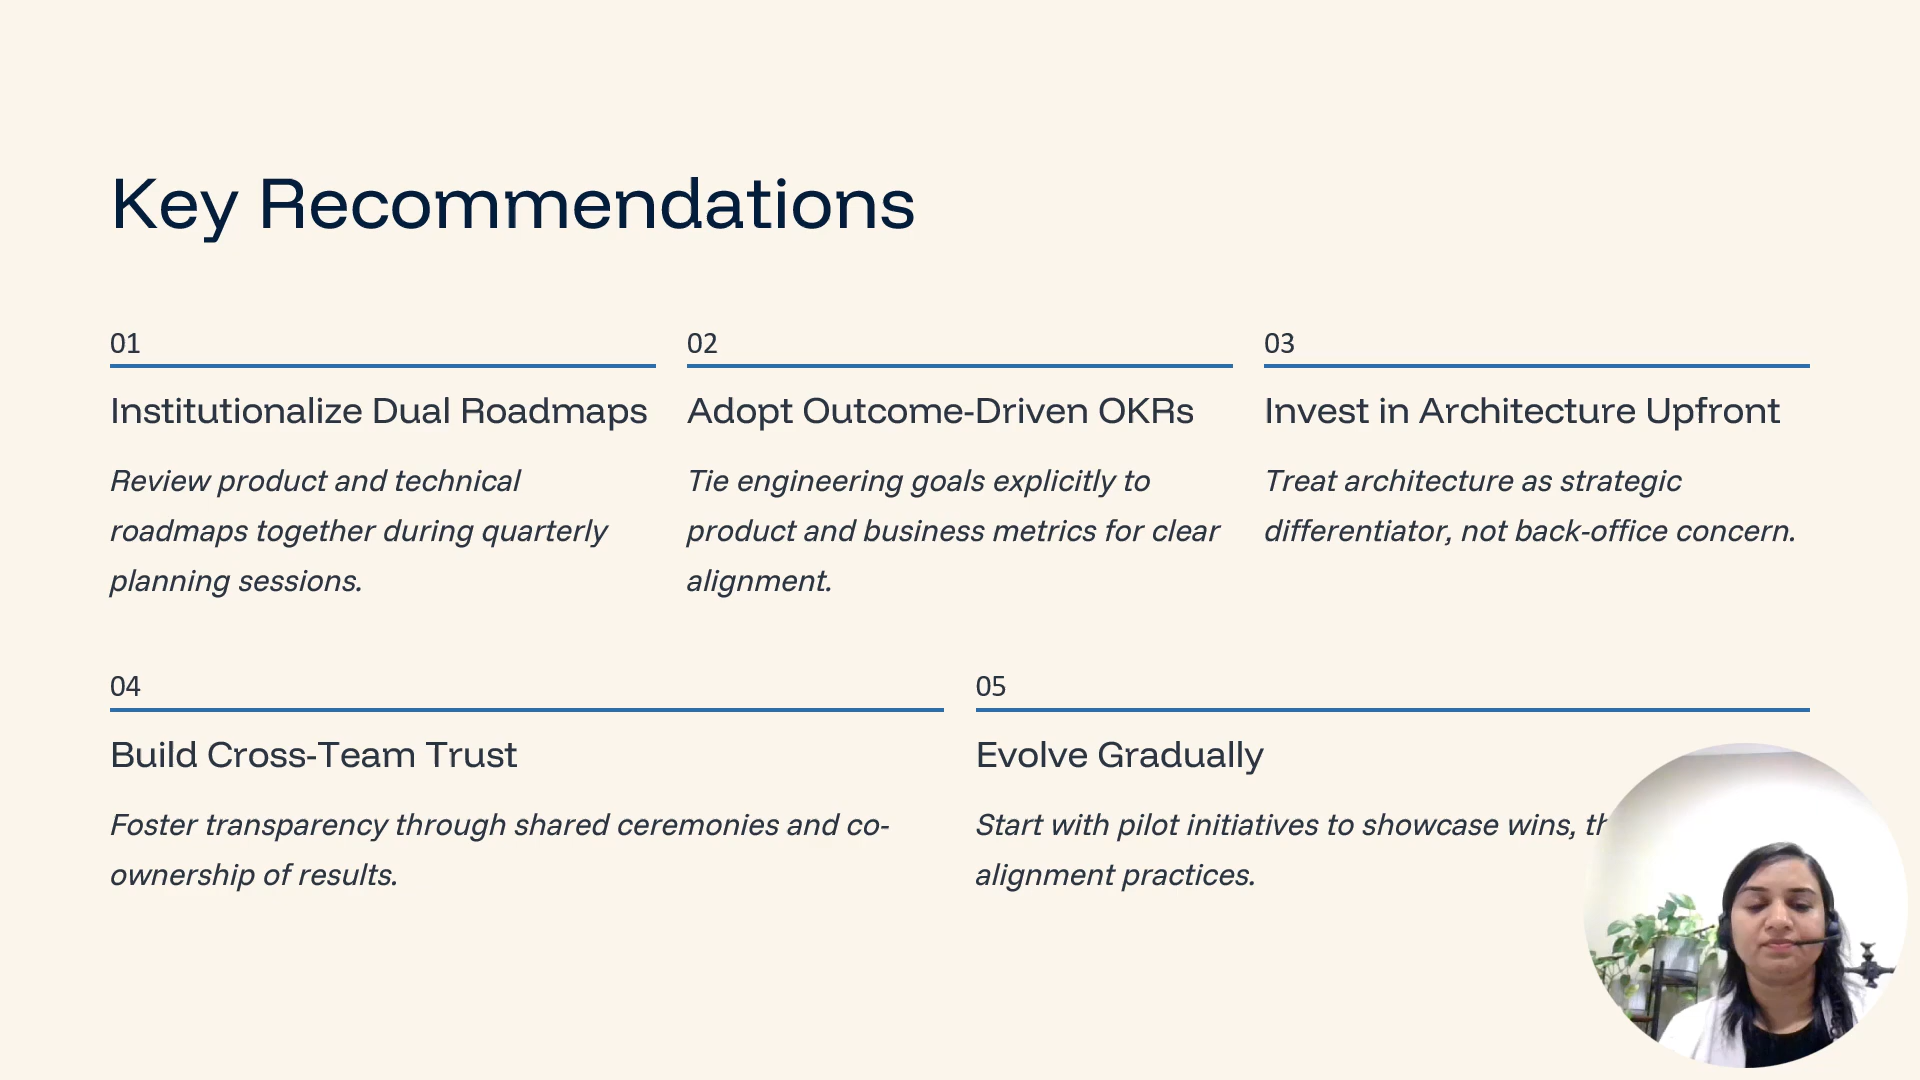 Key Recommendations
01
Institutionalize Dual Roadmaps
Review product and technical
roadmaps together during quarterly
planning sessions.
02
Adopt Outcome-Driven OKRs
Tie engineering goals explicitly to
product and business metrics for clear
alignment.
03
Invest in Architecture Upfront
Treat architecture as strategic
differentiator, not back-office concern.
04
Build Cross-Team Trust
Foster transparency through shared ceremonies and co-
ownership of results.
05
Evolve Gradually
Start with pilot initiatives to showcase wins,
alignment practices.